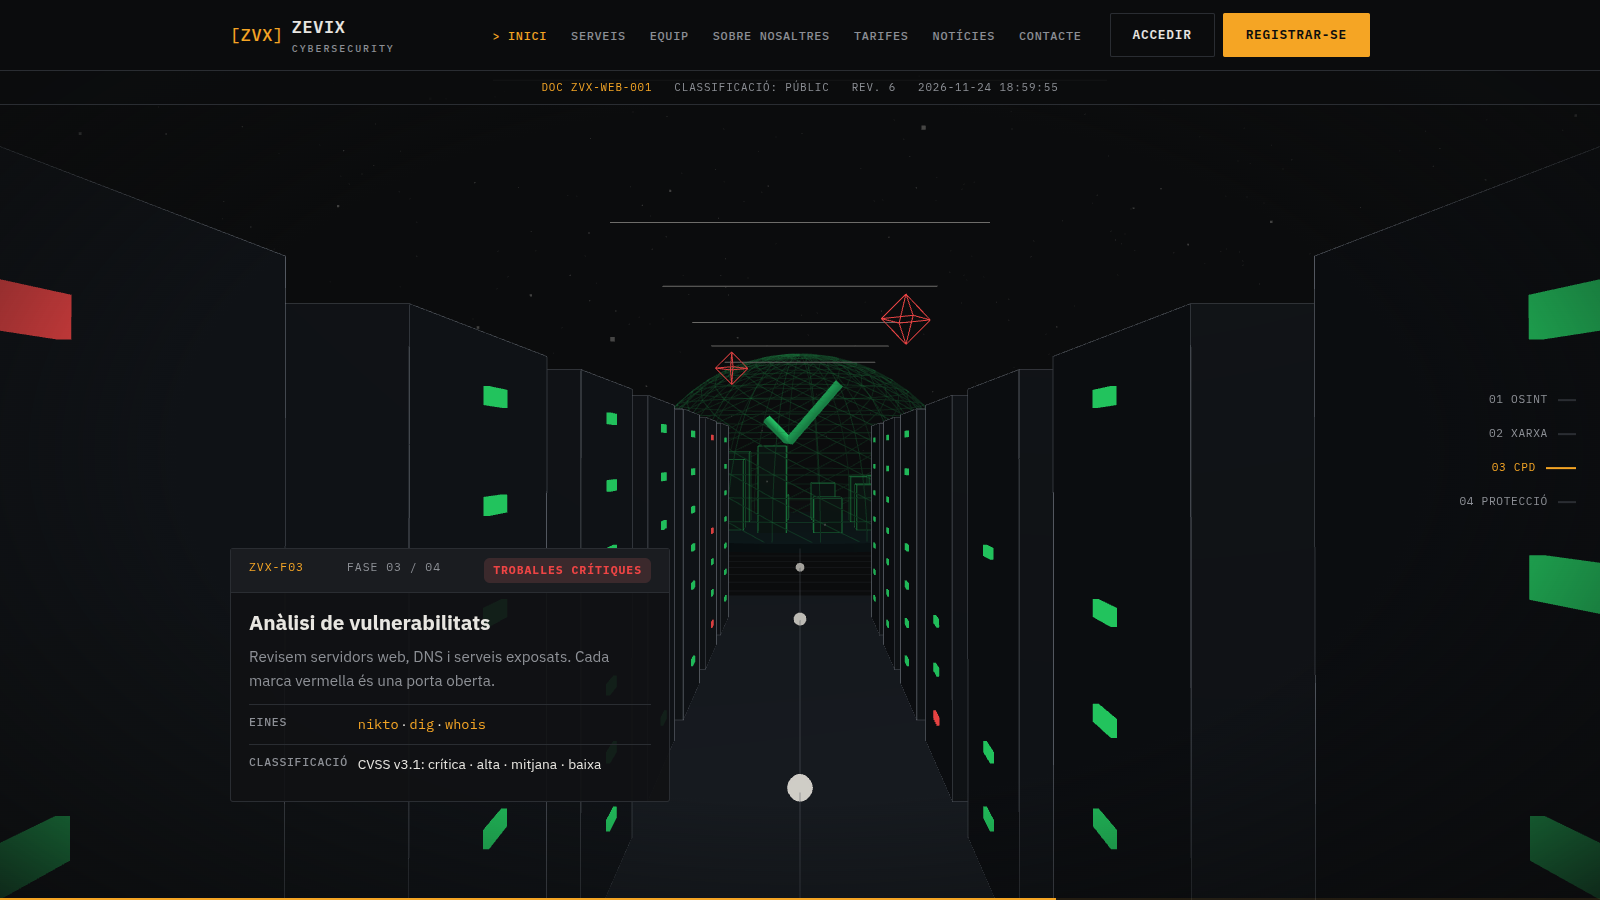 [ZVX] ZEVIX
CYBERSECURITY
> INICI SERVEIS EQUIP SOBRE NOSALTRES TARIFES NOTÍCIES CONTACTE ACCEDIR REGISTRAR-SE
DOC ZVX-WEB-001 CLASSIFICACIÓ: PÚBLIC REV. 6 2026-11-24 18:59:55
01 OSINT
02 XARXA
03 CPD
04 PROTECCIÓ
ZVX-F03 FASE 03 / 04 TROBALLES CRÍTIQUES
Anàlisi de vulnerabilitats
Revisem servidors web, DNS i serveis exposats. Cada
marca vermella és una porta oberta.
EINES nikto · dig · whois
CLASSIFICACIÓ CVSS v3.1: crítica · alta · mitjana · baixa